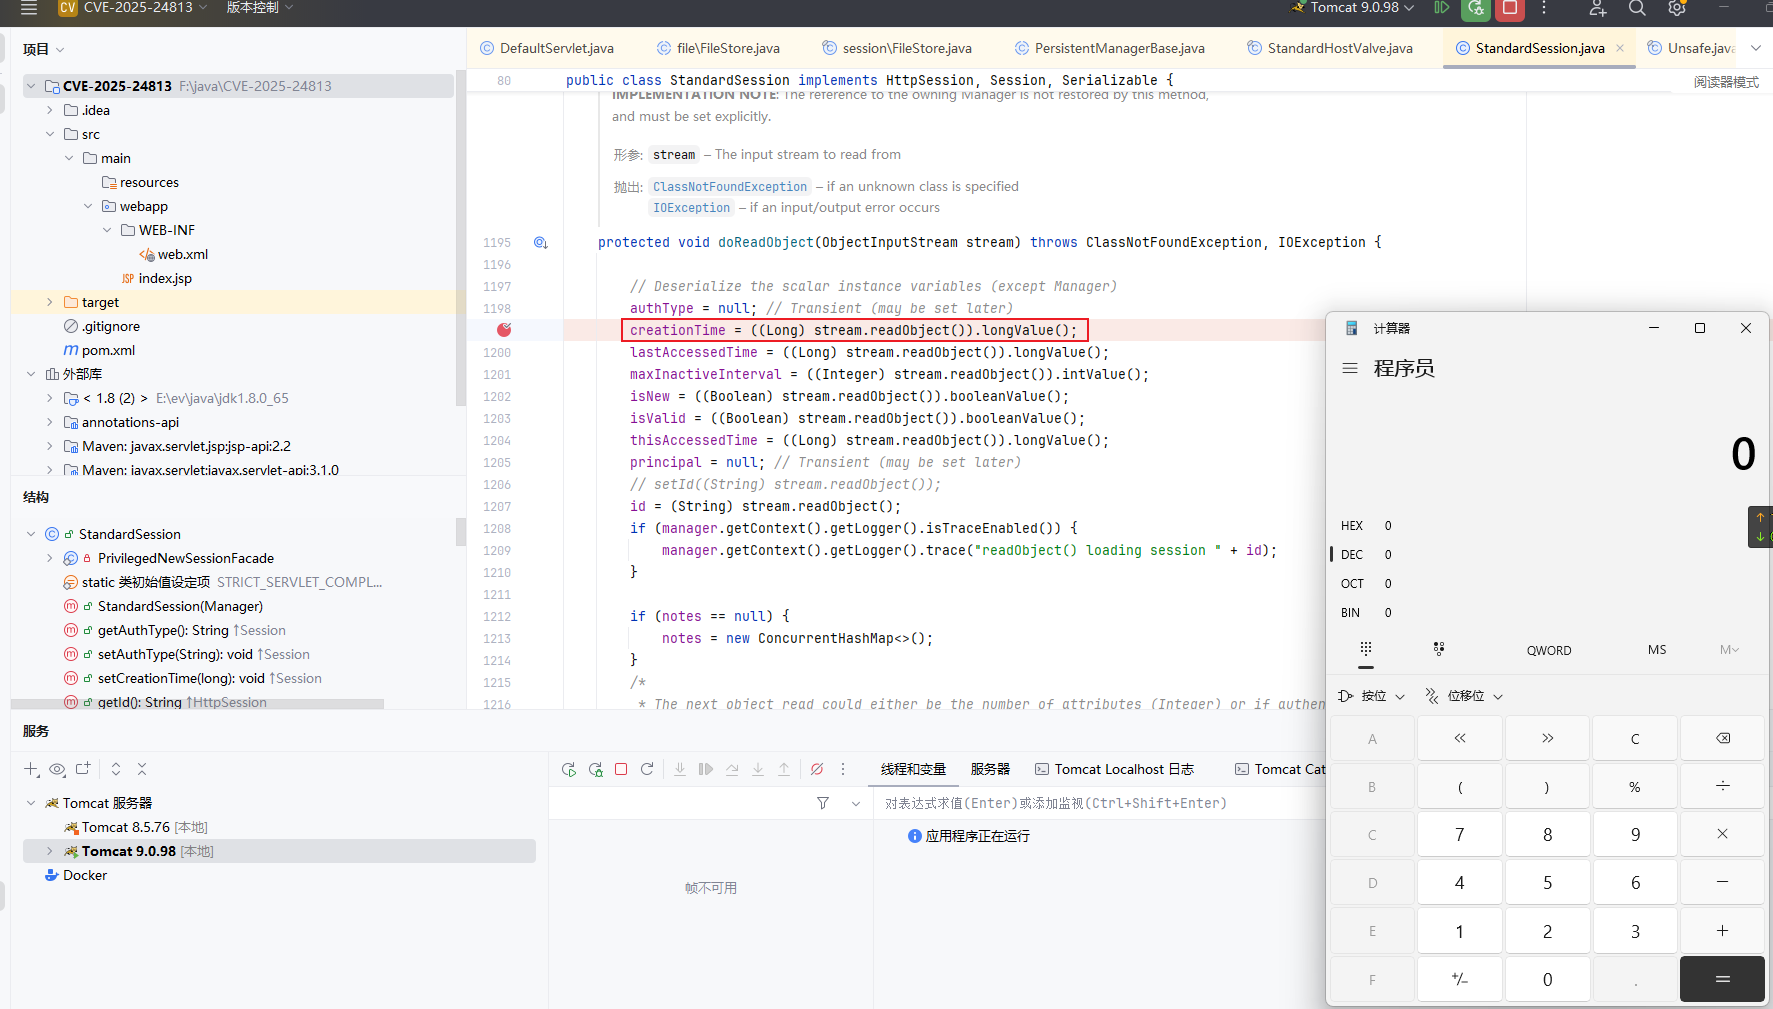 CV CVE-2025-24813 版本控制 Tomcat 9.0.98
项目
DefaultServlet.java file\FileStore.java session\FileStore.java PersistentManagerBase.java StandardHostValve.java StandardSession.java Unsafe.java
阅读器模式
CVE-2025-24813 F:\java\CVE-2025-24813
.idea
src
main
resources
webapp
WEB-INF
web.xml
JSP index.jsp
target
.gitignore
m pom.xml
外部库
< 1.8 (2) > E:\ev\java\jdk1.8.0_65
annotations-api
Maven: javax.servlet.jsp:jsp-api:2.2
Maven: javax.servlet:javax.servlet-api:3.1.0
结构
StandardSession
PrivilegedNewSessionFacade
static 类初始值设定项 STRICT_SERVLET_COMPL...
StandardSession(Manager)
getAuthType(): String ↑Session
setAuthType(String): void ↑Session
setCreationTime(long): void ↑Session
getId(): String ↑HttpSession
80 public class StandardSession implements HttpSession, Session, Serializable {
IMPLEMENTATION NOTE: The reference to the owning Manager is not restored by this method,
and must be set explicitly.
形参: stream – The input stream to read from
抛出: ClassNotFoundException – if an unknown class is specified
IOException – if an input/output error occurs
1195 protected void doReadObject(ObjectInputStream stream) throws ClassNotFoundException, IOException {
1196
1197 // Deserialize the scalar instance variables (except Manager)
1198 authType = null; // Transient (may be set later)
creationTime = ((Long) stream.readObject()).longValue();
1200 lastAccessedTime = ((Long) stream.readObject()).longValue();
1201 maxInactiveInterval = ((Integer) stream.readObject()).intValue();
1202 isNew = ((Boolean) stream.readObject()).booleanValue();
1203 isValid = ((Boolean) stream.readObject()).booleanValue();
1204 thisAccessedTime = ((Long) stream.readObject()).longValue();
1205 principal = null; // Transient (may be set later)
1206 // setId((String) stream.readObject());
1207 id = (String) stream.readObject();
1208 if (manager.getContext().getLogger().isTraceEnabled()) {
1209 manager.getContext().getLogger().trace("readObject() loading session " + id);
1210 }
1211
1212 if (notes == null) {
1213 notes = new ConcurrentHashMap<>();
1214 }
1215 /*
1216 * The next object read could either be the number of attributes (Integer) or if authen
服务
Tomcat 服务器
Tomcat 8.5.76 [本地]
Tomcat 9.0.98 [本地]
Docker
线程和变量 服务器 Tomcat Localhost 日志 Tomcat Cat
对表达式求值(Enter)或添加监视(Ctrl+Shift+Enter)
应用程序正在运行
帧不可用
计算器
程序员
0
HEX 0
DEC 0
OCT 0
BIN 0
QWORD MS M
按位 位移位
A << >> C
B ( ) % ÷
C 7 8 9 ×
D 4 5 6 −
E 1 2 3 +
F +/− 0 . =